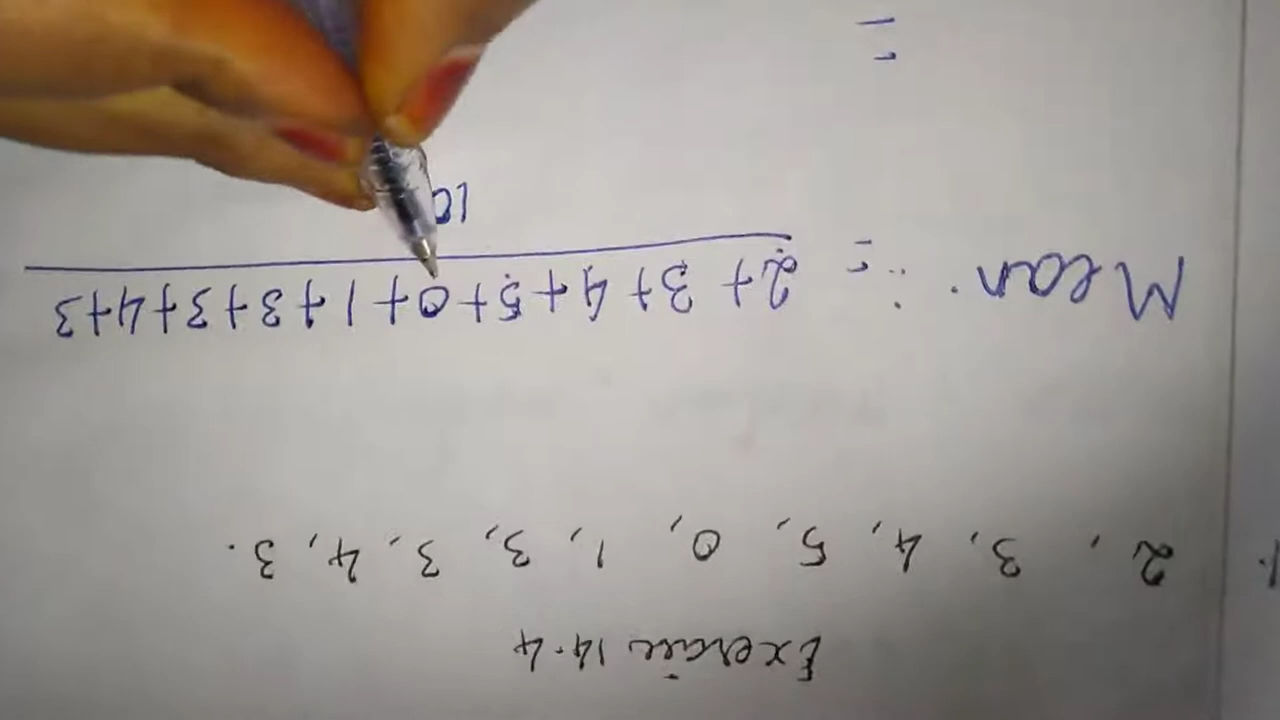 Exercise 14.4
1. 2, 3, 4, 5, 0, 1, 3, 3, 4, 3.
Mean :- = 2+3+4+5+0+1+3+3+4+3
10
=